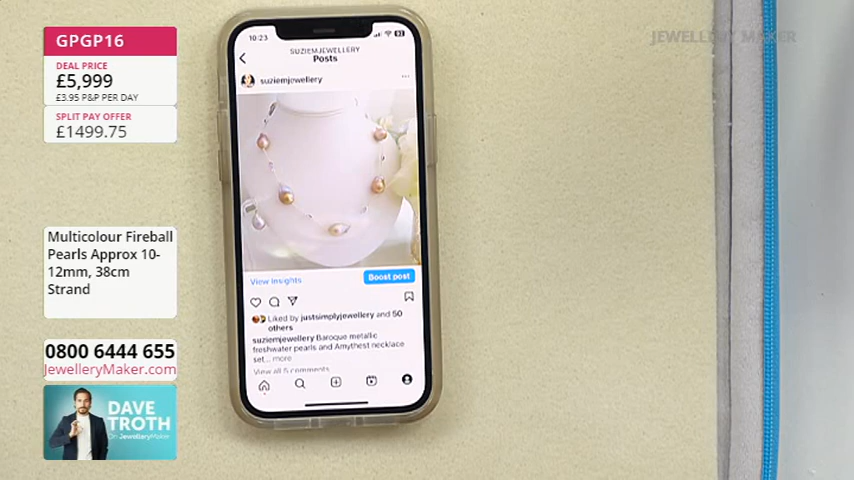 GPGP16
DEAL PRICE
£5,999
£3.95 P&P PER DAY
SPLIT PAY OFFER
£1499.75
Multicolour Fireball
Pearls Approx 10-
12mm, 38cm
Strand
0800 6444 655
JewelleryMaker.com
DAVE
TROTH
On JewelleryMaker
JEWELLERY MAKER
10:23
SUZIEMJEWELLERY
Posts
suziemjewellery
View insights
Boost post
Liked by justsimplyjewellery and 50
others
suziemjewellery Baroque metallic
freshwater pearls and Amythest necklace
set... more
View all 6 comments